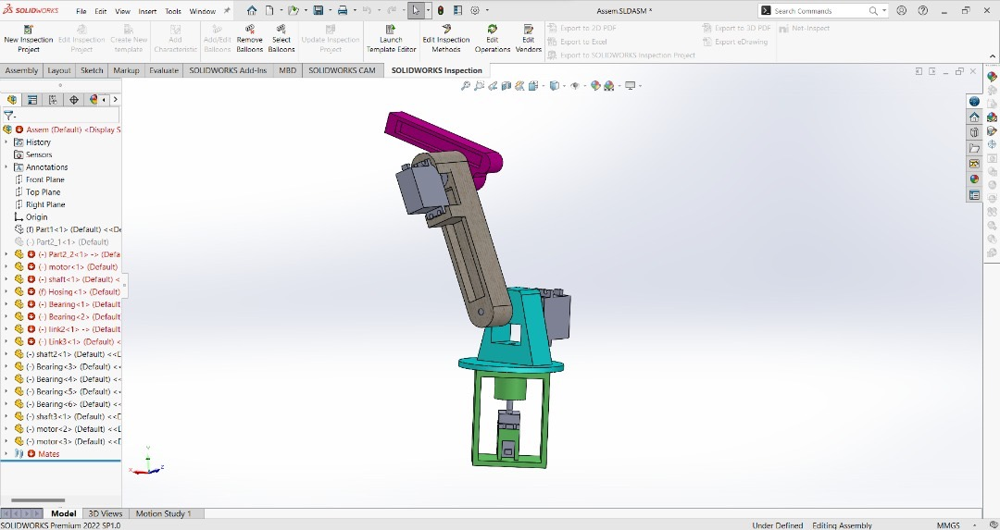 SOLIDWORKS File Edit View Insert Tools Window Assem.SLDASM * Search Commands
New Inspection Project Edit Inspection Project Create New template Add Characteristic Add/Edit Balloons Remove Balloons Select Balloons Update Inspection Project Launch Template Editor Edit Inspection Methods Edit Operations Edit Vendors
Export to 2D PDF Export to 3D PDF Net-Inspect
Export to Excel Export eDrawing
Export to SOLIDWORKS Inspection Project
Assembly Layout Sketch Markup Evaluate SOLIDWORKS Add-Ins MBD SOLIDWORKS CAM SOLIDWORKS Inspection
Assem (Default) <Display S
History
Sensors
Annotations
Front Plane
Top Plane
Right Plane
Origin
(f) Part1<1> (Default) <<De
(-) Part2_1<1> (Default)
(-) Part2_2<1> -> (Defa
(-) motor<1> (Default)
(-) shaft<1> (Default) <
(f) Hosing<1> (Default)
(-) Bearing<1> (Default
(-) Bearing<2> (Default
(-) link2<1> -> (Default
(-) Link3<1> (Default)
(-) shaft2<1> (Default) <<D
(-) Bearing<3> (Default) <<
(-) Bearing<4> (Default) <<
(-) Bearing<5> (Default) <<
(-) Bearing<6> (Default) <<
(-) shaft3<1> (Default) <<D
(-) motor<2> (Default) <<D
(-) motor<3> (Default) <<D
Mates
Y
X Z
Model 3D Views Motion Study 1
SOLIDWORKS Premium 2022 SP1.0 Under Defined Editing Assembly MMGS